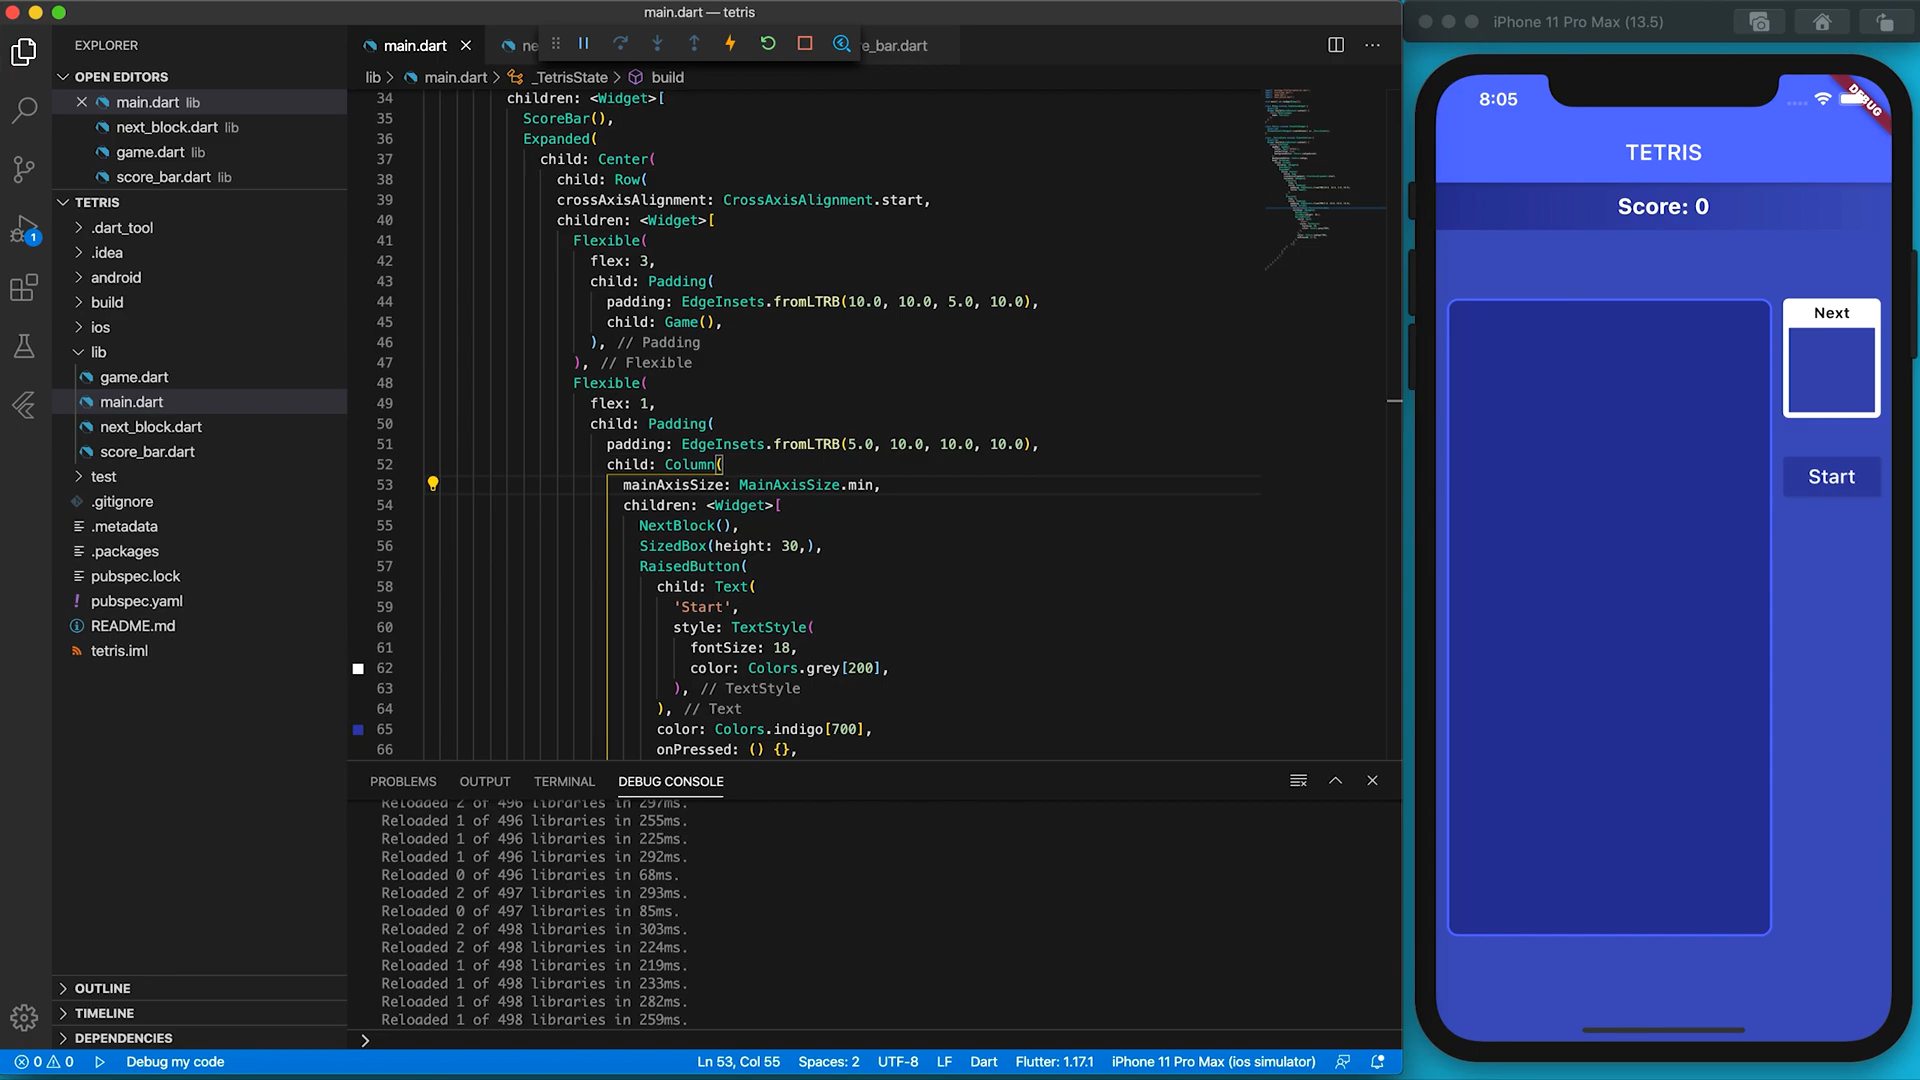 main.dart — tetris
iPhone 11 Pro Max (13.5)
EXPLORER
OPEN EDITORS
main.dart lib
next_block.dart lib
game.dart lib
score_bar.dart lib
TETRIS
.dart_tool
.idea
android
build
ios
lib
game.dart
main.dart
next_block.dart
score_bar.dart
test
.gitignore
.metadata
.packages
pubspec.lock
pubspec.yaml
README.md
tetris.iml
OUTLINE
TIMELINE
DEPENDENCIES
1
main.dart
ne
e_bar.dart
lib > main.dart > _TetrisState > build
34 children: <Widget>[
35 ScoreBar(),
36 Expanded(
37 child: Center(
38 child: Row(
39 crossAxisAlignment: CrossAxisAlignment.start,
40 children: <Widget>[
41 Flexible(
42 flex: 3,
43 child: Padding(
44 padding: EdgeInsets.fromLTRB(10.0, 10.0, 5.0, 10.0),
45 child: Game(),
46 ), // Padding
47 ), // Flexible
48 Flexible(
49 flex: 1,
50 child: Padding(
51 padding: EdgeInsets.fromLTRB(5.0, 10.0, 10.0, 10.0),
52 child: Column(
53 mainAxisSize: MainAxisSize.min,
54 children: <Widget>[
55 NextBlock(),
56 SizedBox(height: 30,),
57 RaisedButton(
58 child: Text(
59 'Start',
60 style: TextStyle(
61 fontSize: 18,
62 color: Colors.grey[200],
63 ), // TextStyle
64 ), // Text
65 color: Colors.indigo[700],
66 onPressed: () {},
PROBLEMS OUTPUT TERMINAL DEBUG CONSOLE
Reloaded 2 of 496 libraries in 297ms.
Reloaded 1 of 496 libraries in 255ms.
Reloaded 1 of 496 libraries in 225ms.
Reloaded 1 of 496 libraries in 292ms.
Reloaded 0 of 496 libraries in 68ms.
Reloaded 2 of 497 libraries in 293ms.
Reloaded 0 of 497 libraries in 85ms.
Reloaded 2 of 498 libraries in 303ms.
Reloaded 2 of 498 libraries in 224ms.
Reloaded 1 of 498 libraries in 219ms.
Reloaded 1 of 498 libraries in 233ms.
Reloaded 1 of 498 libraries in 282ms.
Reloaded 1 of 498 libraries in 259ms.
>
0 0 Debug my code Ln 53, Col 55 Spaces: 2 UTF-8 LF Dart Flutter: 1.17.1 iPhone 11 Pro Max (ios simulator)
8:05
DEBUG
TETRIS
Score: 0
Next
Start